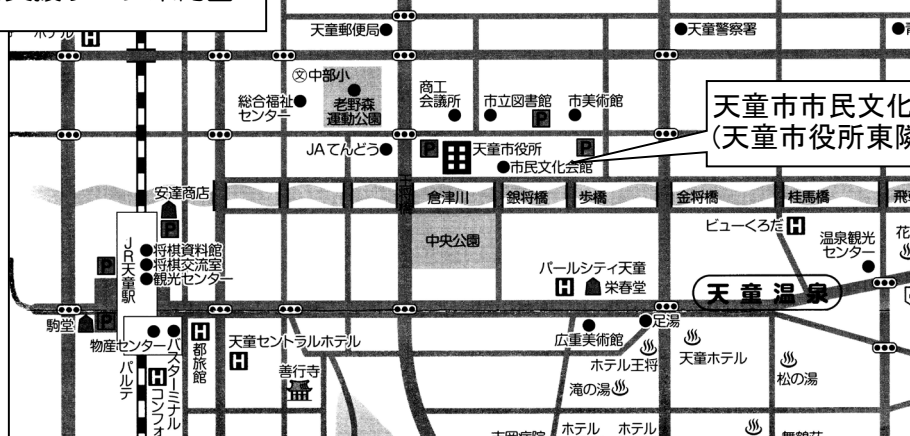 ホテル
H
天童郵便局
天童警察署
文中部小
総合福祉
センター
老野森
運動公園
商工
会議所
市立図書館
市美術館
P
天童市市民文化
(天童市役所東隣
JAてんどう
P
天童市役所
P
市民文化会館
安達商店
P
倉津川
銀将橋
歩橋
金将橋
桂馬橋
ビューくろだ
H
中央公園
温泉観光
センター
花
JR天童駅
将棋資料館
将棋交流室
観光センター
P
パールシティ天童
H
栄春堂
天童温泉
駒堂
P
物産センター
バスターミナル
パルテ
H
コンフォ
H
都旅館
天童セントラルホテル
H
善行寺
広重美術館
足湯
ホテル王将
滝の湯
天童ホテル
松の湯
ホテル
ホテル